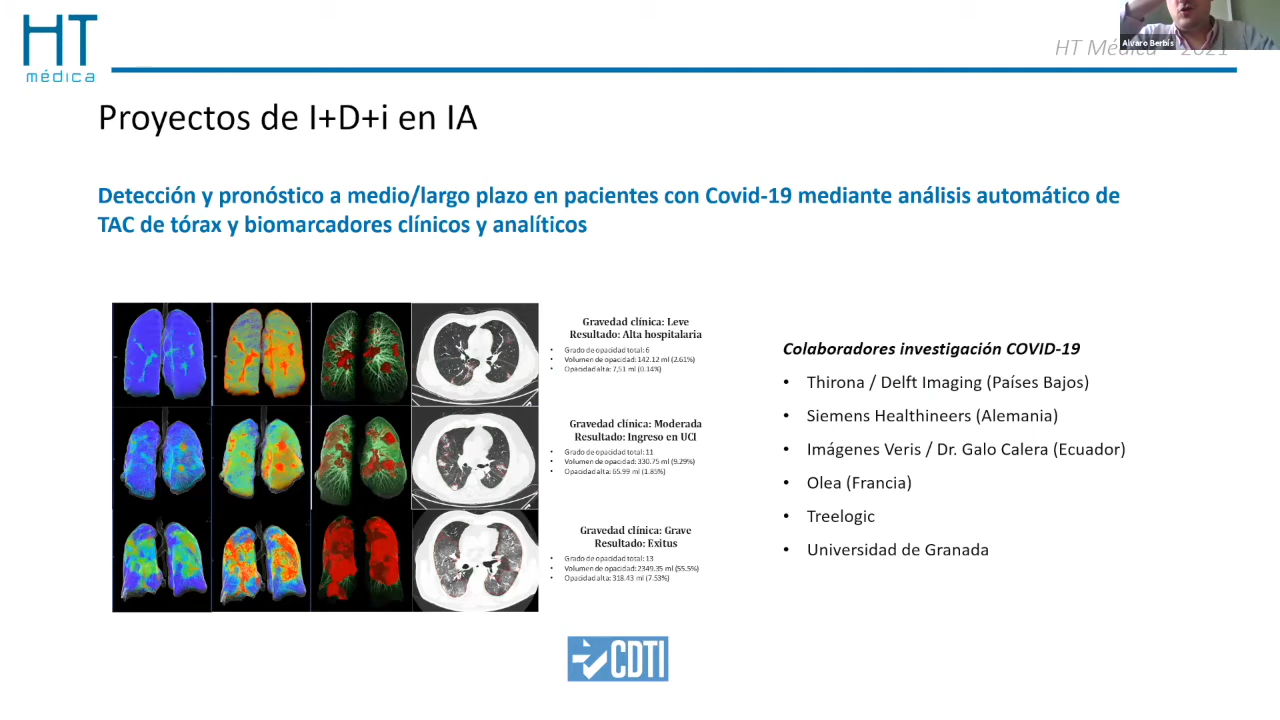 HT
médica
HT Médica - 2021
Alvaro Berbís
Proyectos de I+D+i en IA
Detección y pronóstico a medio/largo plazo en pacientes con Covid-19 mediante análisis automático de
TAC de tórax y biomarcadores clínicos y analíticos
Gravedad clínica: Leve
Resultado: Alta hospitalaria
• Grado de opacidad total: 6
• Volumen de opacidad: 142.12 ml (2.61%)
• Opacidad alta: 7,51 ml (0.14%)
Gravedad clínica: Moderada
Resultado: Ingreso en UCI
• Grado de opacidad total: 11
• Volumen de opacidad: 330.75 ml (9.29%)
• Opacidad alta: 65.99 ml (1.85%)
Gravedad clínica: Grave
Resultado: Exitus
• Grado de opacidad total: 13
• Volumen de opacidad: 2349.35 ml (55.5%)
• Opacidad alta: 318.43 ml (7.53%)
Colaboradores investigación COVID-19
• Thirona / Delft Imaging (Países Bajos)
• Siemens Healthineers (Alemania)
• Imágenes Veris / Dr. Galo Calera (Ecuador)
• Olea (Francia)
• Treelogic
• Universidad de Granada
CDTI